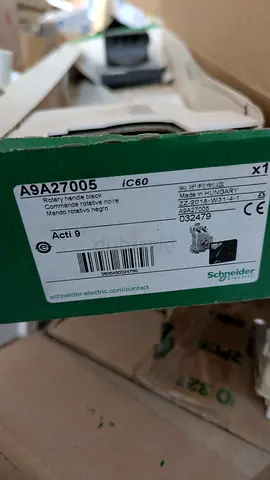 A9A27005 iC60 x1
Rotary handle black
Commande rotative noire
Mando rotativo negro
Made in HUNGARY
ZZ-2018-W31-4-1
A9A27005
032479
Acti 9
Schneider
Electric
schneider-electric.com/contact